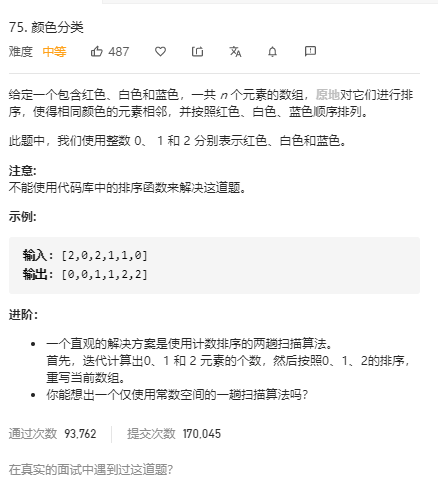 75. 颜色分类
难度 中等 487
给定一个包含红色、白色和蓝色，一共 n 个元素的数组，原地对它们进行排
序，使得相同颜色的元素相邻，并按照红色、白色、蓝色顺序排列。
此题中，我们使用整数 0、 1 和 2 分别表示红色、白色和蓝色。
注意:
不能使用代码库中的排序函数来解决这道题。
示例:
输入: [2,0,2,1,1,0]
输出: [0,0,1,1,2,2]
进阶：
• 一个直观的解决方案是使用计数排序的两趟扫描算法。
首先，迭代计算出0、1 和 2 元素的个数，然后按照0、1、2的排序，
重写当前数组。
• 你能想出一个仅使用常数空间的一趟扫描算法吗？
通过次数 93,762 提交次数 170,045
在真实的面试中遇到过这道题？